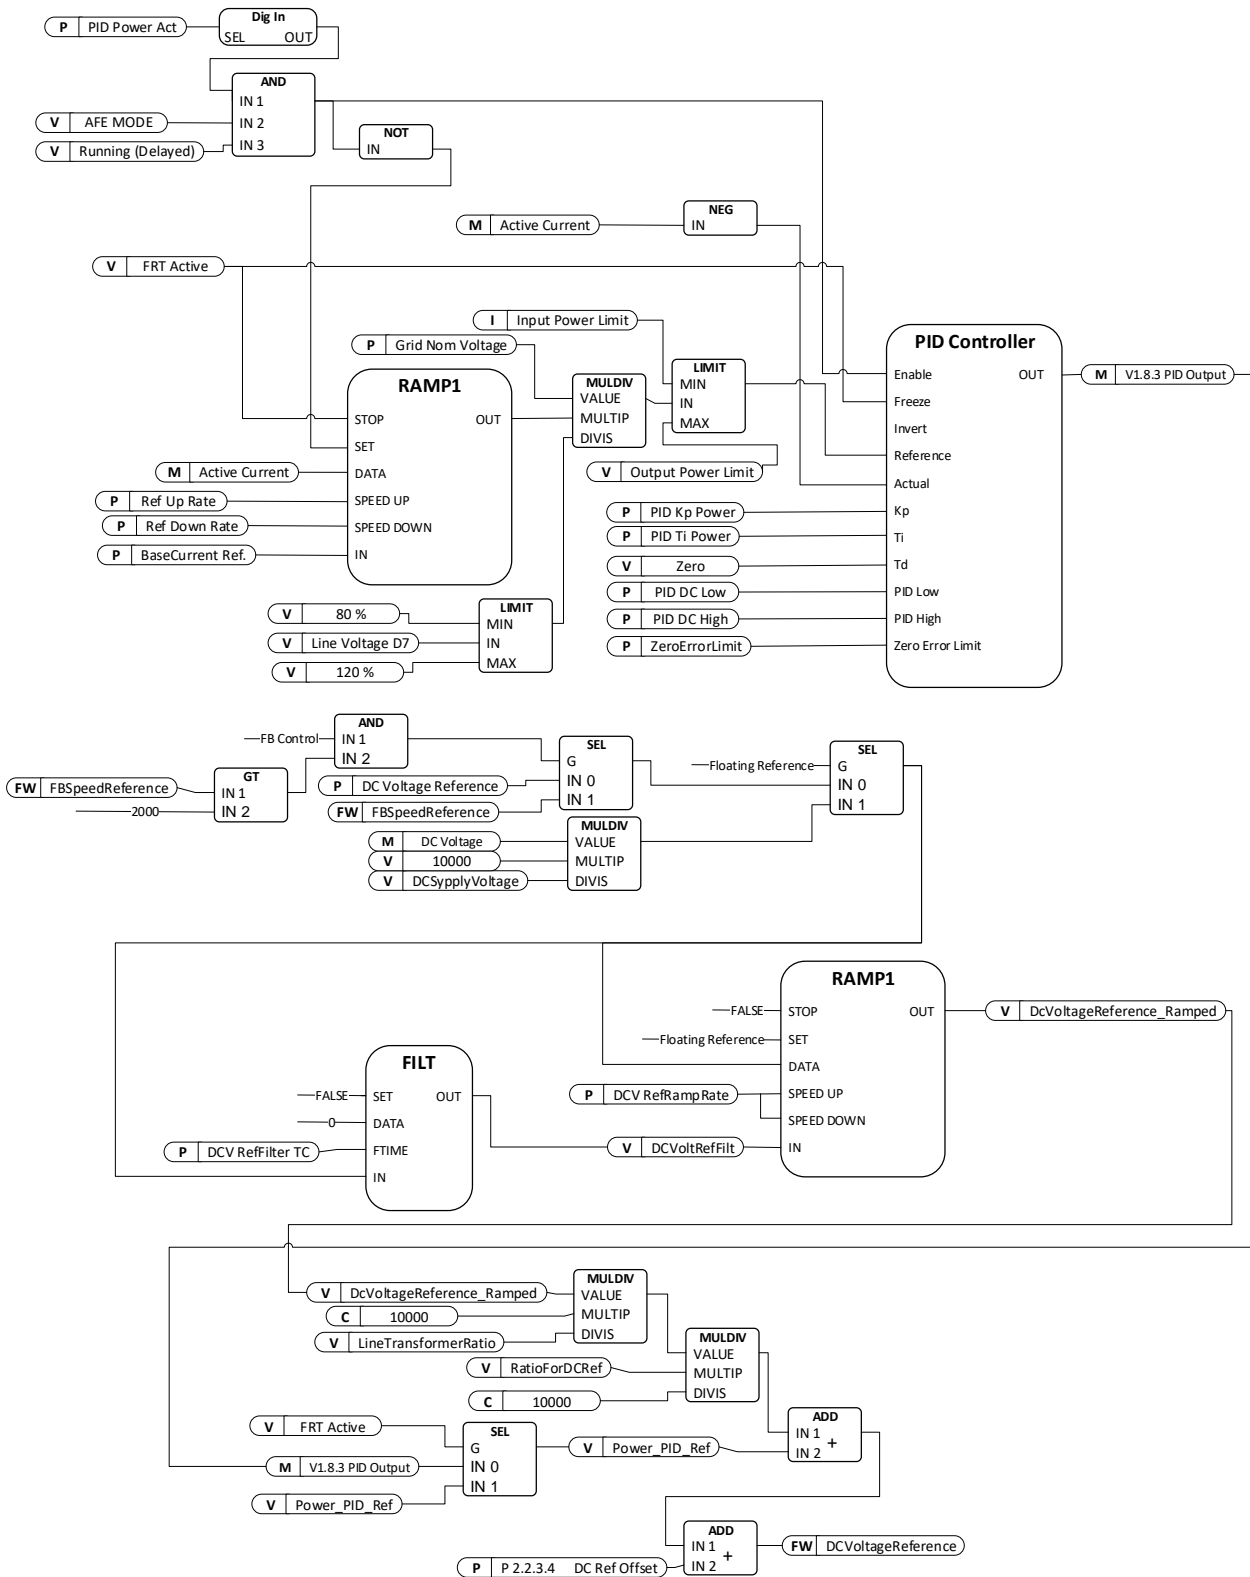 Dig In
P PID Power Act
SEL OUT
AND
IN 1
V AFE MODE IN 2
V Running (Delayed) IN 3
NOT
IN
NEG
M Active Current IN
V FRT Active
I Input Power Limit
P Grid Nom Voltage
PID Controller
LIMIT
MIN
IN
MAX
MULDIV
VALUE
MULTIP
DIVIS
V Output Power Limit
RAMP1
STOP OUT
SET
M Active Current DATA
P Ref Up Rate SPEED UP
P Ref Down Rate SPEED DOWN
P BaseCurrent Ref. IN
Enable OUT
M V1.8.3 PID Output
Freeze
Invert
Reference
Actual
P PID Kp Power Kp
P PID Ti Power Ti
V Zero Td
P PID DC Low PID Low
P PID DC High PID High
P ZeroErrorLimit Zero Error Limit
LIMIT
V 80 % MIN
V Line Voltage D7 IN
V 120 % MAX
AND
FB Control IN 1
IN 2
GT
FW FBSpeedReference IN 1
2000 IN 2
SEL
G
P DC Voltage Reference IN 0
FW FBSpeedReference IN 1
SEL
Floating Reference G
IN 0
IN 1
MULDIV
M DC Voltage VALUE
V 10000 MULTIP
V DCSypplyVoltage DIVIS
RAMP1
FALSE STOP OUT
V DcVoltageReference_Ramped
Floating Reference SET
DATA
P DCV RefRampRate SPEED UP
SPEED DOWN
V DCVoltRefFilt IN
FILT
FALSE SET OUT
0 DATA
P DCV RefFilter TC FTIME
IN
MULDIV
V DcVoltageReference_Ramped VALUE
C 10000 MULTIP
V LineTransformerRatio DIVIS
MULDIV
VALUE
V RatioForDCRef MULTIP
C 10000 DIVIS
SEL
V FRT Active G
M V1.8.3 PID Output IN 0
V Power_PID_Ref IN 1
V Power_PID_Ref
ADD
IN 1
IN 2 +
ADD
IN 1
P P 2.2.3.4 DC Ref Offset IN 2 +
FW DCVoltageReference